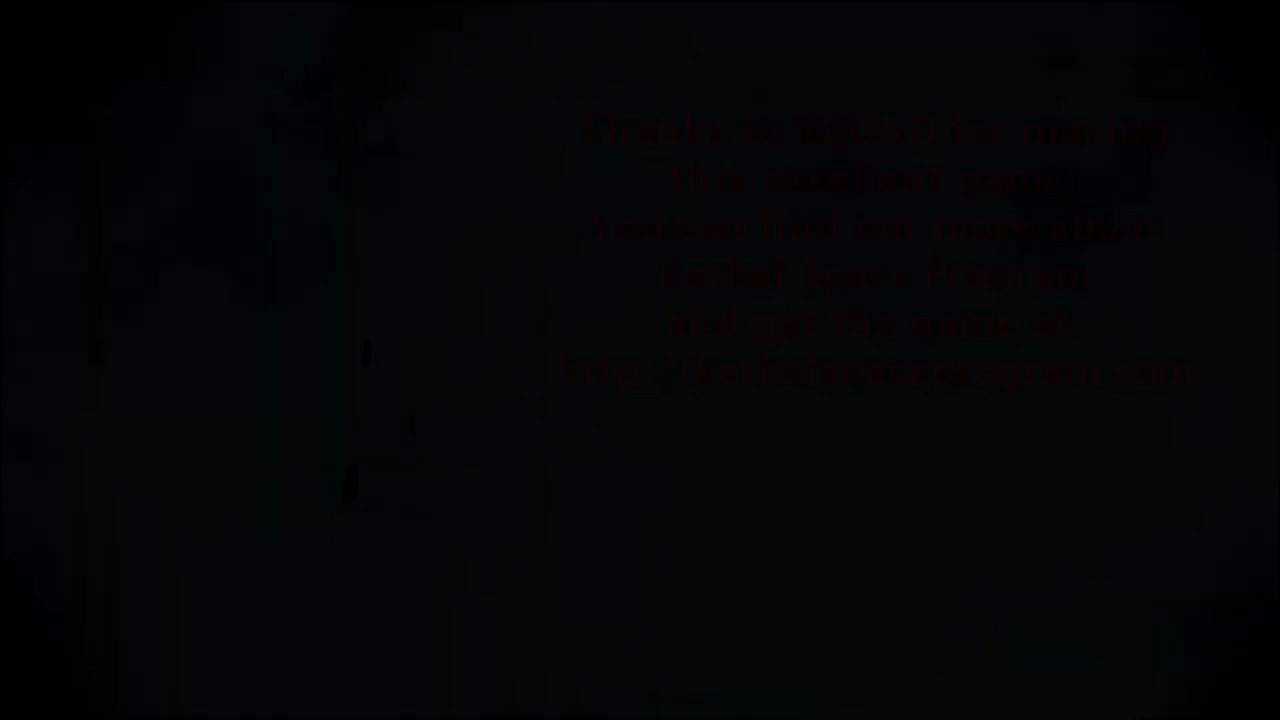 Thanks to SQUAD for making
this excellent game.
You can find out more about
Kerbal Space Program
and get the game at:
http://kerbalspaceprogram.com